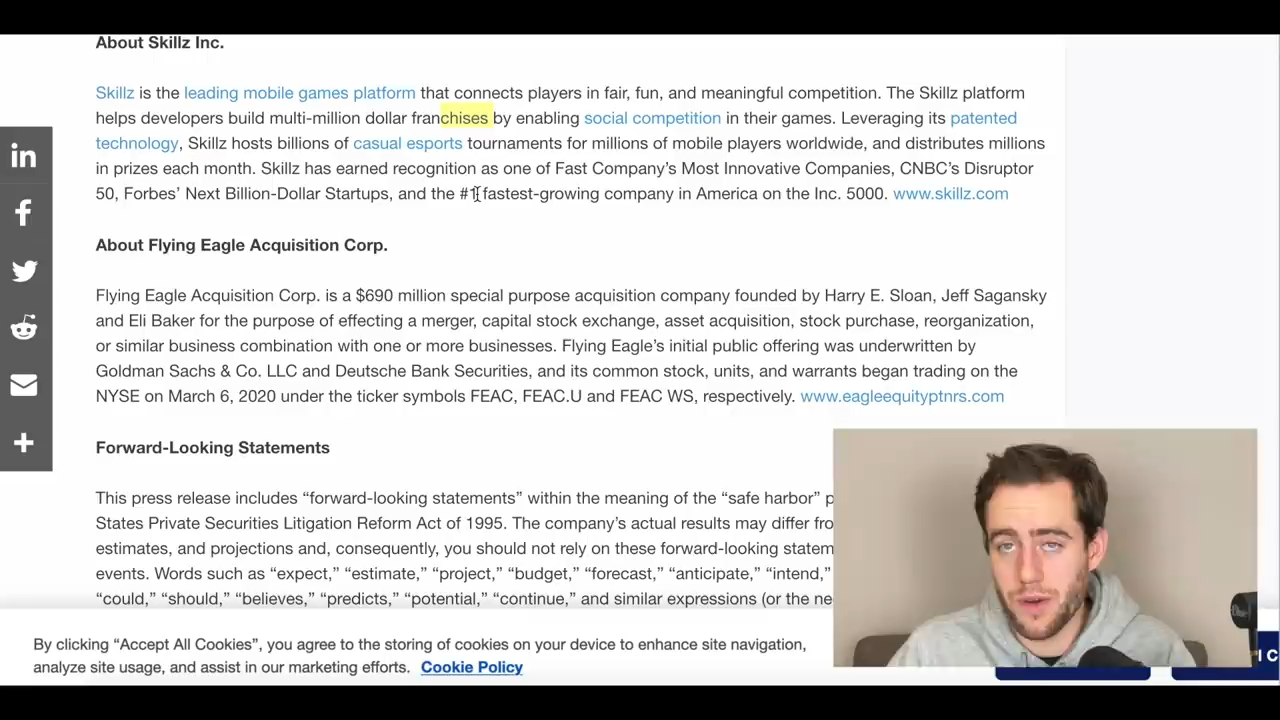 About Skillz Inc.
Skillz is the leading mobile games platform that connects players in fair, fun, and meaningful competition. The Skillz platform
helps developers build multi-million dollar franchises by enabling social competition in their games. Leveraging its patented
technology, Skillz hosts billions of casual esports tournaments for millions of mobile players worldwide, and distributes millions
in prizes each month. Skillz has earned recognition as one of Fast Company’s Most Innovative Companies, CNBC’s Disruptor
50, Forbes’ Next Billion-Dollar Startups, and the #1 fastest-growing company in America on the Inc. 5000. www.skillz.com
About Flying Eagle Acquisition Corp.
Flying Eagle Acquisition Corp. is a $690 million special purpose acquisition company founded by Harry E. Sloan, Jeff Sagansky
and Eli Baker for the purpose of effecting a merger, capital stock exchange, asset acquisition, stock purchase, reorganization,
or similar business combination with one or more businesses. Flying Eagle’s initial public offering was underwritten by
Goldman Sachs & Co. LLC and Deutsche Bank Securities, and its common stock, units, and warrants began trading on the
NYSE on March 6, 2020 under the ticker symbols FEAC, FEAC.U and FEAC WS, respectively. www.eagleequityptnrs.com
Forward-Looking Statements
This press release includes “forward-looking statements” within the meaning of the “safe harbor” p
States Private Securities Litigation Reform Act of 1995. The company’s actual results may differ fro
estimates, and projections and, consequently, you should not rely on these forward-looking statem
events. Words such as “expect,” “estimate,” “project,” “budget,” “forecast,” “anticipate,” “intend,”
“could,” “should,” “believes,” “predicts,” “potential,” “continue,” and similar expressions (or the ne
By clicking “Accept All Cookies”, you agree to the storing of cookies on your device to enhance site navigation,
analyze site usage, and assist in our marketing efforts. Cookie Policy